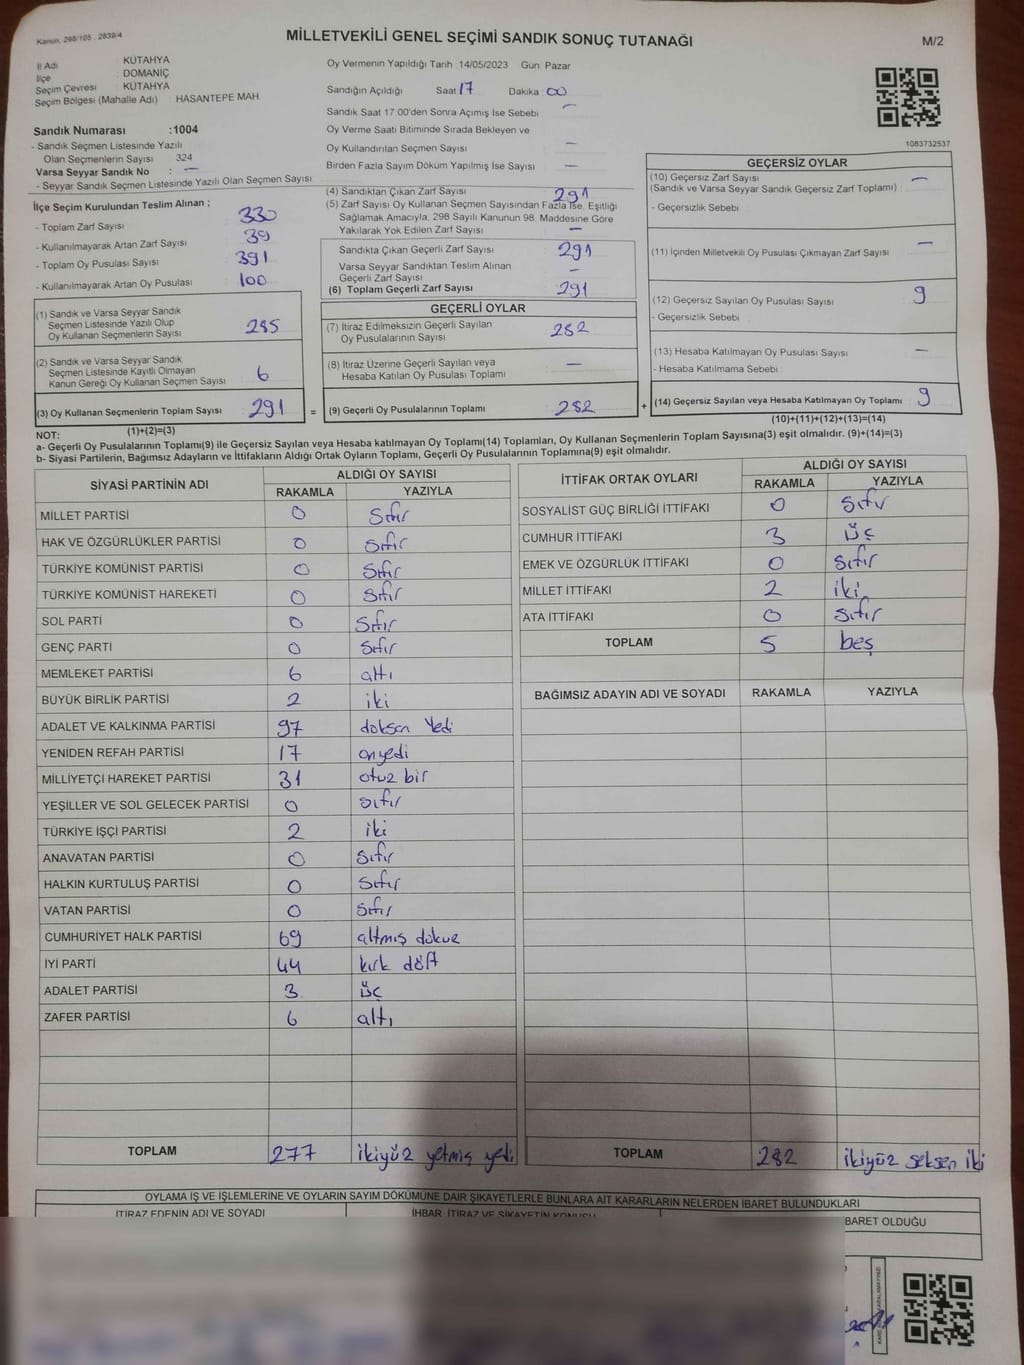 Kanun, 298/105 , 2839/4
MİLLETVEKİLİ GENEL SEÇİMİ SANDIK SONUÇ TUTANAĞI
M/2
İl Adı KÜTAHYA
İlçe DOMANİÇ
Seçim Çevresi KÜTAHYA
Seçim Bölgesi (Mahalle Adı) HASANTEPE MAH
Oy Vermenin Yapıldığı Tarih 14/05/2023 Gün: Pazar
Sandığın Açıldığı Saat 17 Dakika 00
Sandık Saat 17:00'den Sonra Açımış İse Sebebi —
Sandık Numarası :1004
- Sandık Seçmen Listesinde Yazılı
Olan Seçmenlerin Sayısı 324
Varsa Seyyar Sandık No : —
- Seyyar Sandık Seçmen Listesinde Yazılı Olan Seçmen Sayısı :
Oy Verme Saati Bitiminde Sırada Bekleyen ve
Oy Kullandırılan Seçmen Sayısı —
Birden Fazla Sayım Döküm Yapılmış İse Sayısı —
1083732537
İlçe Seçim Kurulundan Teslim Alınan ;
- Toplam Zarf Sayısı 330
- Kullanılmayarak Artan Zarf Sayısı 39
- Toplam Oy Pusulası Sayısı 391
- Kullanılmayarak Artan Oy Pusulası 100
(4) Sandıktan Çıkan Zarf Sayısı 291
(5) Zarf Sayısı Oy Kullanan Seçmen Sayısından Fazla İse, Eşitliği
Sağlamak Amacıyla, 298 Sayılı Kanunun 98. Maddesine Göre
Yakılarak Yok Edilen Zarf Sayısı —
Sandıkta Çıkan Geçerli Zarf Sayısı 291
Varsa Seyyar Sandıktan Teslim Alınan
Geçerli Zarf Sayısı —
(6) Toplam Geçerli Zarf Sayısı 291
GEÇERSİZ OYLAR
(10) Geçersiz Zarf Sayısı —
(Sandık ve Varsa Seyyar Sandık Geçersiz Zarf Toplamı)
- Geçersizlik Sebebi
(11) İçinden Milletvekili Oy Pusulası Çıkmayan Zarf Sayısı —
(12) Geçersiz Sayılan Oy Pusulası Sayısı 9
- Geçersizlik Sebebi
(13) Hesaba Katılmayan Oy Pusulası Sayısı —
- Hesaba Katılmama Sebebi
(14) Geçersiz Sayılan veya Hesaba Katılmayan Oy Toplamı 9
(10)+(11)+(12)+(13)=(14)
(1) Sandık ve Varsa Seyyar Sandık
Seçmen Listesinde Yazılı Olup
Oy Kullanan Seçmenlerin Sayısı 285
(2) Sandık ve Varsa Seyyar Sandık
Seçmen Listesinde Kayıtlı Olmayan
Kanun Gereği Oy Kullanan Seçmen Sayısı 6
(3) Oy Kullanan Seçmenlerin Toplam Sayısı 291 =
(1)+(2)=(3)
GEÇERLİ OYLAR
(7) İtiraz Edilmeksizin Geçerli Sayılan
Oy Pusulalarının Sayısı 282
(8) İtiraz Üzerine Geçerli Sayılan veya
Hesaba Katılan Oy Pusulası Toplamı —
(9) Geçerli Oy Pusulalarının Toplamı 282 +
NOT:
a- Geçerli Oy Pusulalarının Toplamı(9) ile Geçersiz Sayılan veya Hesaba katılmayan Oy Toplamı(14) Toplamları, Oy Kullanan Seçmenlerin Toplam Sayısına(3) eşit olmalıdır. (9)+(14)=(3)
b- Siyasi Partilerin, Bağımsız Adayların ve İttifakların Aldığı Ortak Oyların Toplamı, Geçerli Oy Pusulalarının Toplamına(9) eşit olmalıdır.
SİYASİ PARTİNİN ADI ALDIĞI OY SAYISI
RAKAMLA YAZIYLA
MİLLET PARTİSİ 0 Sıfır
HAK VE ÖZGÜRLÜKLER PARTİSİ 0 Sıfır
TÜRKİYE KOMÜNİST PARTİSİ 0 Sıfır
TÜRKİYE KOMÜNİST HAREKETİ 0 Sıfır
SOL PARTİ 0 Sıfır
GENÇ PARTİ 0 Sıfır
MEMLEKET PARTİSİ 6 altı
BÜYÜK BİRLİK PARTİSİ 2 iki
ADALET VE KALKINMA PARTİSİ 97 doksan Yedi
YENİDEN REFAH PARTİSİ 17 onyedi
MİLLİYETÇİ HAREKET PARTİSİ 31 otuz bir
YEŞİLLER VE SOL GELECEK PARTİSİ 0 sıfır
TÜRKİYE İŞÇİ PARTİSİ 2 iki
ANAVATAN PARTİSİ 0 Sıfır
HALKIN KURTULUŞ PARTİSİ 0 Sıfır
VATAN PARTİSİ 0 Sıfır
CUMHURİYET HALK PARTİSİ 69 altmış dokuz
İYİ PARTİ 44 kırk dört
ADALET PARTİSİ 3 üç
ZAFER PARTİSİ 6 altı
TOPLAM 277 ikiyüz yetmiş yedi
İTTİFAK ORTAK OYLARI ALDIĞI OY SAYISI
RAKAMLA YAZIYLA
SOSYALİST GÜÇ BİRLİĞİ İTTİFAKI 0 Sıfır
CUMHUR İTTİFAKI 3 üç
EMEK VE ÖZGÜRLÜK İTTİFAKI 0 sıfır
MİLLET İTTİFAKI 2 iki
ATA İTTİFAKI 0 sıfır
TOPLAM 5 beş
BAĞIMSIZ ADAYIN ADI VE SOYADI RAKAMLA YAZIYLA
TOPLAM 282 ikiyüz seksen iki
OYLAMA İŞ VE İŞLEMLERİNE VE OYLARIN SAYIM DÖKÜMÜNE DAİR ŞİKAYETLERLE BUNLARA AİT KARARLARIN NELERDEN İBARET BULUNDUKLARI
İTİRAZ EDENİN ADI VE SOYADI İHBAR, İTİRAZ VE ŞİKAYETİN KONUSU BARET OLDUĞU